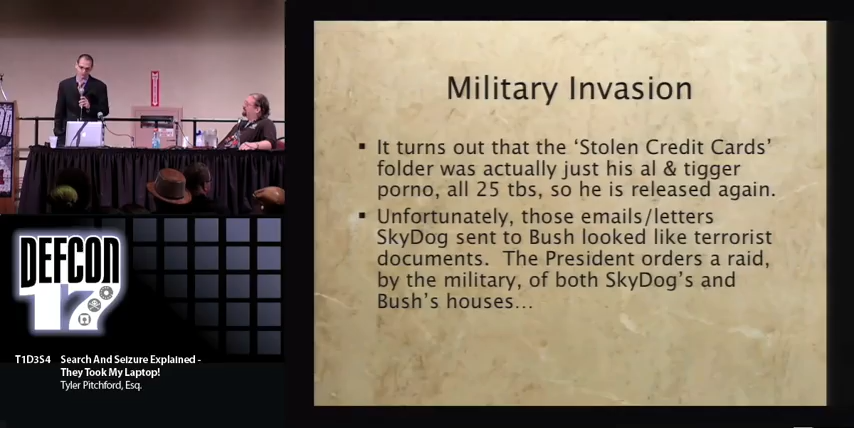 Military Invasion
▪ It turns out that the ‘Stolen Credit Cards’
folder was actually just his al & tigger
porno, all 25 tbs, so he is released again.
▪ Unfortunately, those emails/letters
SkyDog sent to Bush looked like terrorist
documents.  The President orders a raid,
by the military, of both SkyDog’s and
Bush’s houses…
DEFCON
17
T1D3S4 Search And Seizure Explained -
They Took My Laptop!
Tyler Pitchford, Esq.